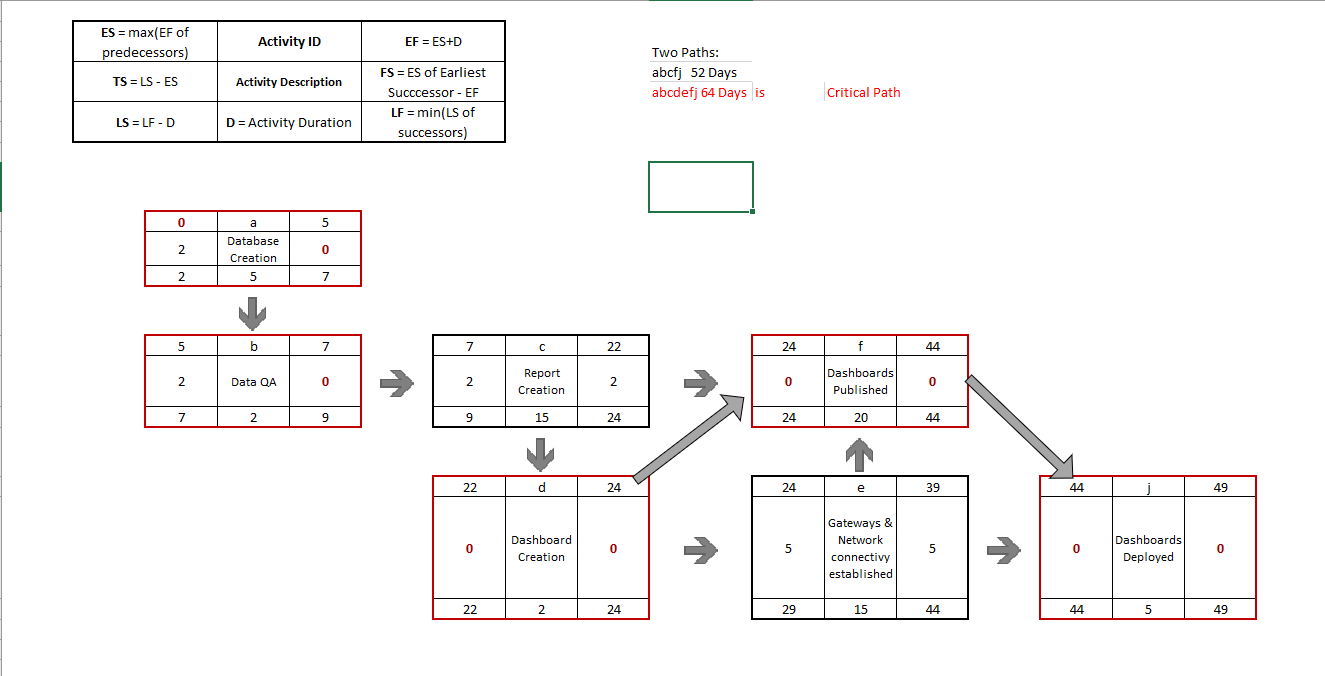 ES = max(EF of
predecessors)
Activity ID
EF = ES+D
TS = LS - ES
Activity Description
FS = ES of Earliest
Succcessor - EF
LS = LF - D
D = Activity Duration
LF = min(LS of
successors)
Two Paths:
abcfj 52 Days
abcdefj 64 Days is Critical Path
0 a 5
2 Database
Creation 0
2 5 7
5 b 7
2 Data QA 0
7 2 9
7 c 22
2 Report
Creation 2
9 15 24
24 f 44
0 Dashboards
Published 0
24 20 44
22 d 24
0 Dashboard
Creation 0
22 2 24
24 e 39
5 Gateways &
Network
connectivy
established 5
29 15 44
44 j 49
0 Dashboards
Deployed 0
44 5 49